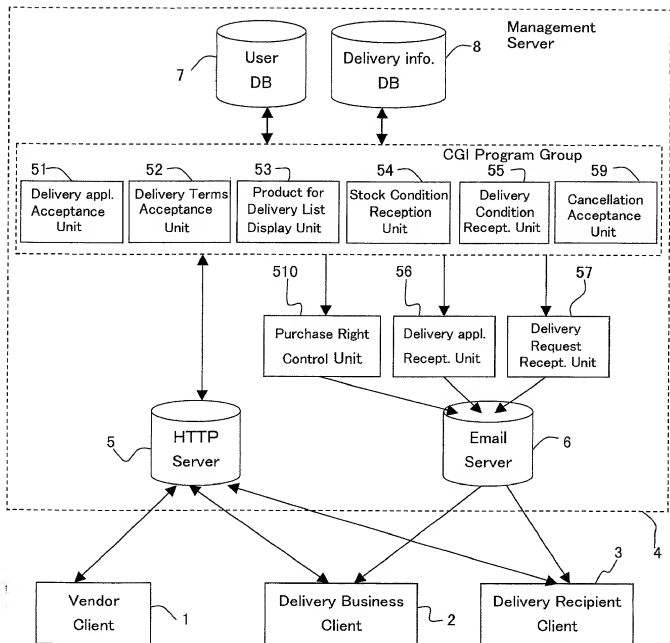 Management
Server
7
User
DB
Delivery info.
DB
8
CGI Program Group
51
52
53
54
55
59
Delivery appl.
Acceptance
Unit
Delivery Terms
Acceptance
Unit
Product for
Delivery List
Display Unit
Stock Condition
Reception
Unit
Delivery
Condition
Recept. Unit
Cancellation
Acceptance
Unit
510
56
57
Purchase Right
Control Unit
Delivery appl.
Recept. Unit
Delivery
Request
Recept. Unit
5
HTTP
Server
Email
Server
6
4
3
Vendor
Client
1
Delivery Business
Client
2
Delivery Recipient
Client